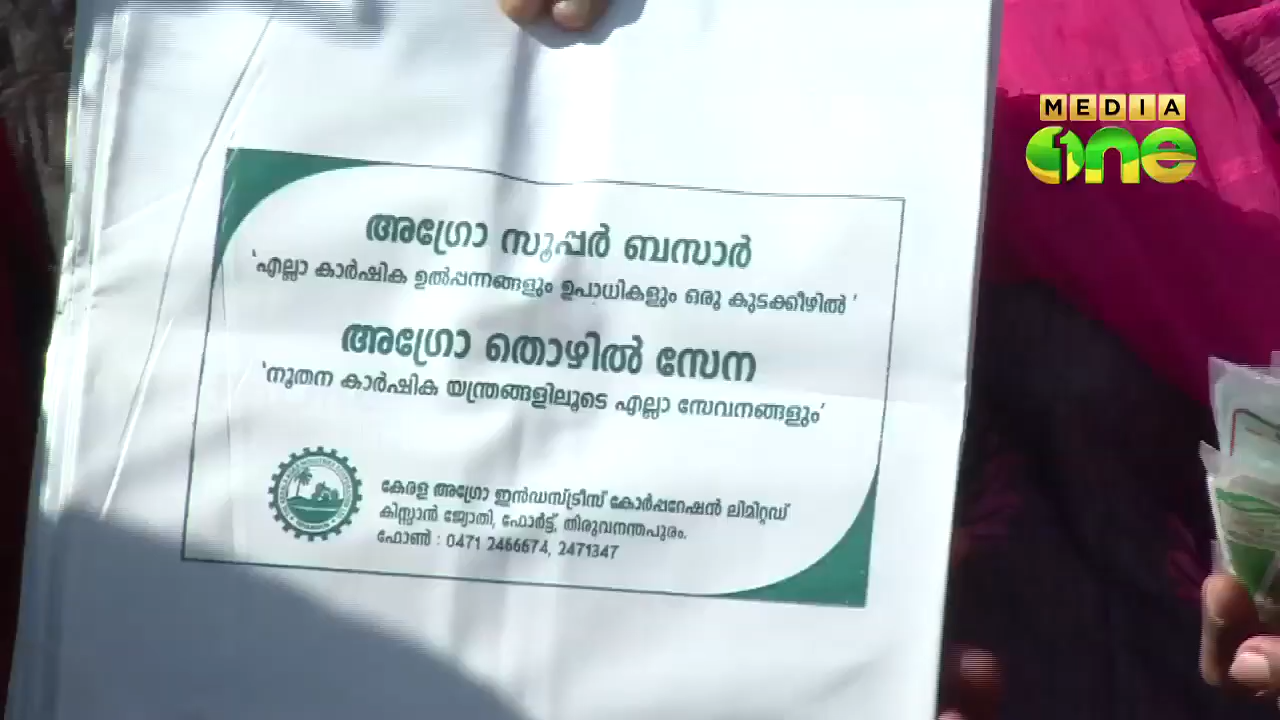 MEDIA
one
അഗ്രോ സൂപ്പർ ബസാർ
'എല്ലാ കാർഷിക ഉൽപ്പന്നങ്ങളും ഉപാധികളും ഒരു കുടക്കീഴിൽ'
അഗ്രോ തൊഴിൽ സേന
'നൂതന കാർഷിക യന്ത്രങ്ങളിലൂടെ എല്ലാ സേവനങ്ങളും'
കേരള അഗ്രോ ഇൻഡസ്ട്രീസ് കോർപ്പറേഷൻ ലിമിറ്റഡ്
കിസ്സാൻ ജ്യോതി, ഫോർട്ട്, തിരുവനന്തപുരം.
ഫോൺ : 0471 2466674, 2471347